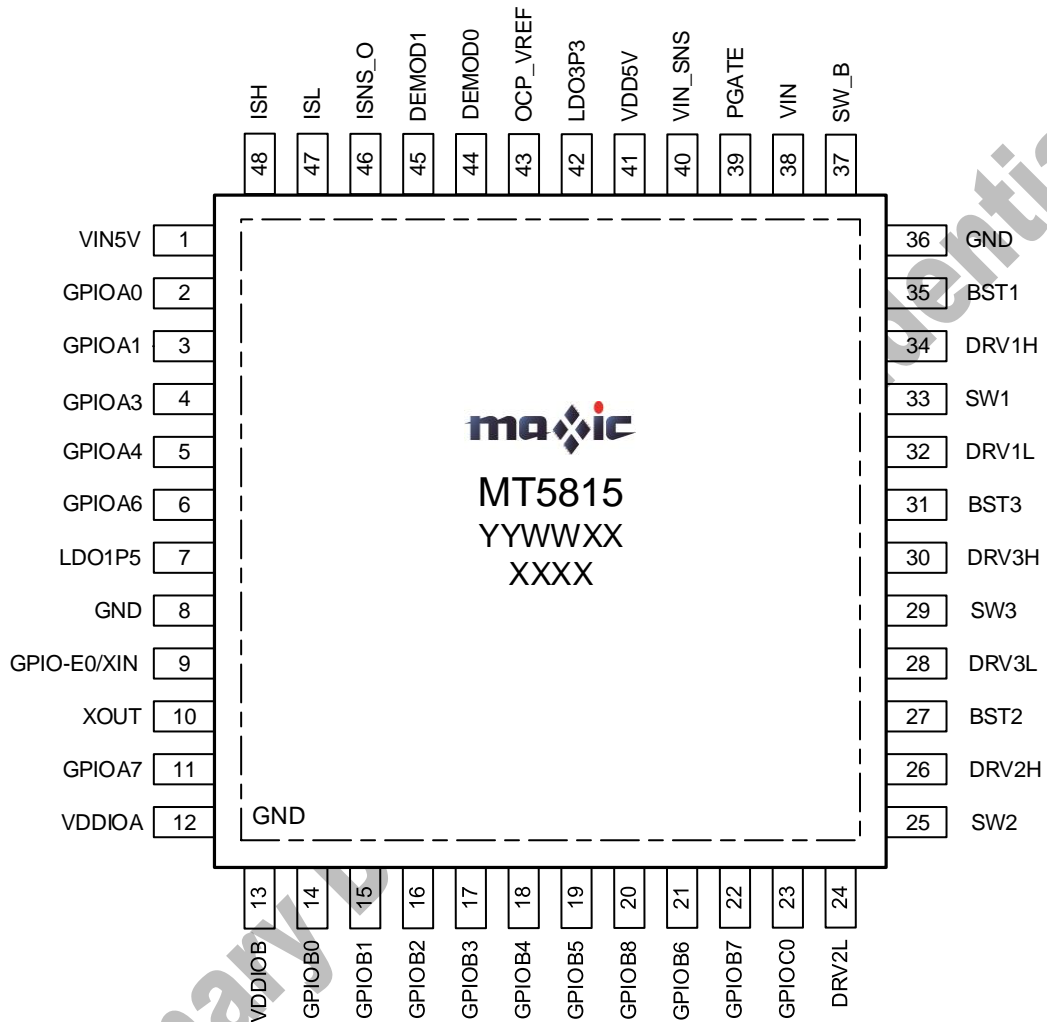 ISH
ISL
ISNS_O
DEMOD1
DEMOD0
OCP_VREF
LDO3P3
VDD5V
VIN_SNS
PGATE
VIN
SW_B
48
47
46
45
44
43
42
41
40
39
38
37
VIN5V 1
GPIOA0 2
GPIOA1 3
GPIOA3 4
GPIOA4 5
GPIOA6 6
LDO1P5 7
GND 8
GPIO-E0/XIN 9
XOUT 10
GPIOA7 11
VDDIOA 12
maxic
MT5815
YYWWXX
XXXX
GND
36 GND
35 BST1
34 DRV1H
33 SW1
32 DRV1L
31 BST3
30 DRV3H
29 SW3
28 DRV3L
27 BST2
26 DRV2H
25 SW2
13
14
15
16
17
18
19
20
21
22
23
24
VDDIOB
GPIOB0
GPIOB1
GPIOB2
GPIOB3
GPIOB4
GPIOB5
GPIOB8
GPIOB6
GPIOB7
GPIOC0
DRV2L